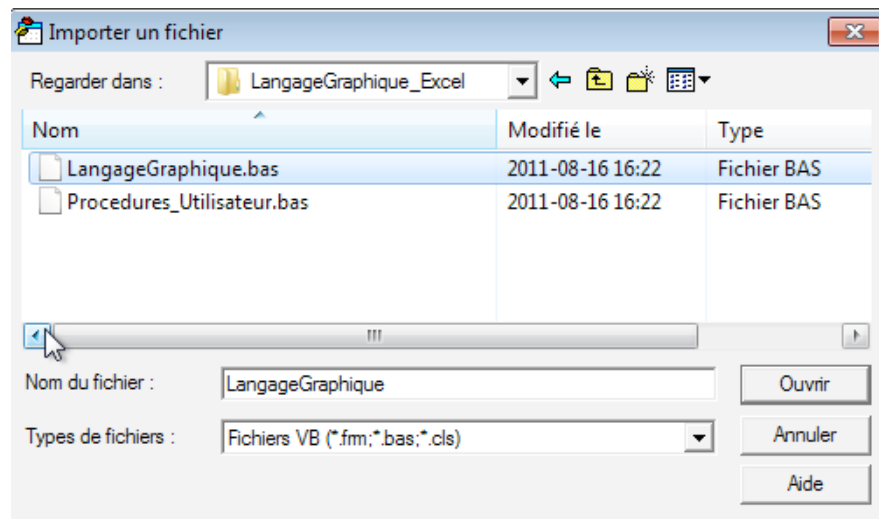 Importer un fichier
Regarder dans : LangageGraphique_Excel
Nom Modifié le Type
LangageGraphique.bas 2011-08-16 16:22 Fichier BAS
Procedures_Utilisateur.bas 2011-08-16 16:22 Fichier BAS
Nom du fichier : LangageGraphique Ouvrir
Types de fichiers : Fichiers VB (*.frm;*.bas;*.cls) Annuler
Aide